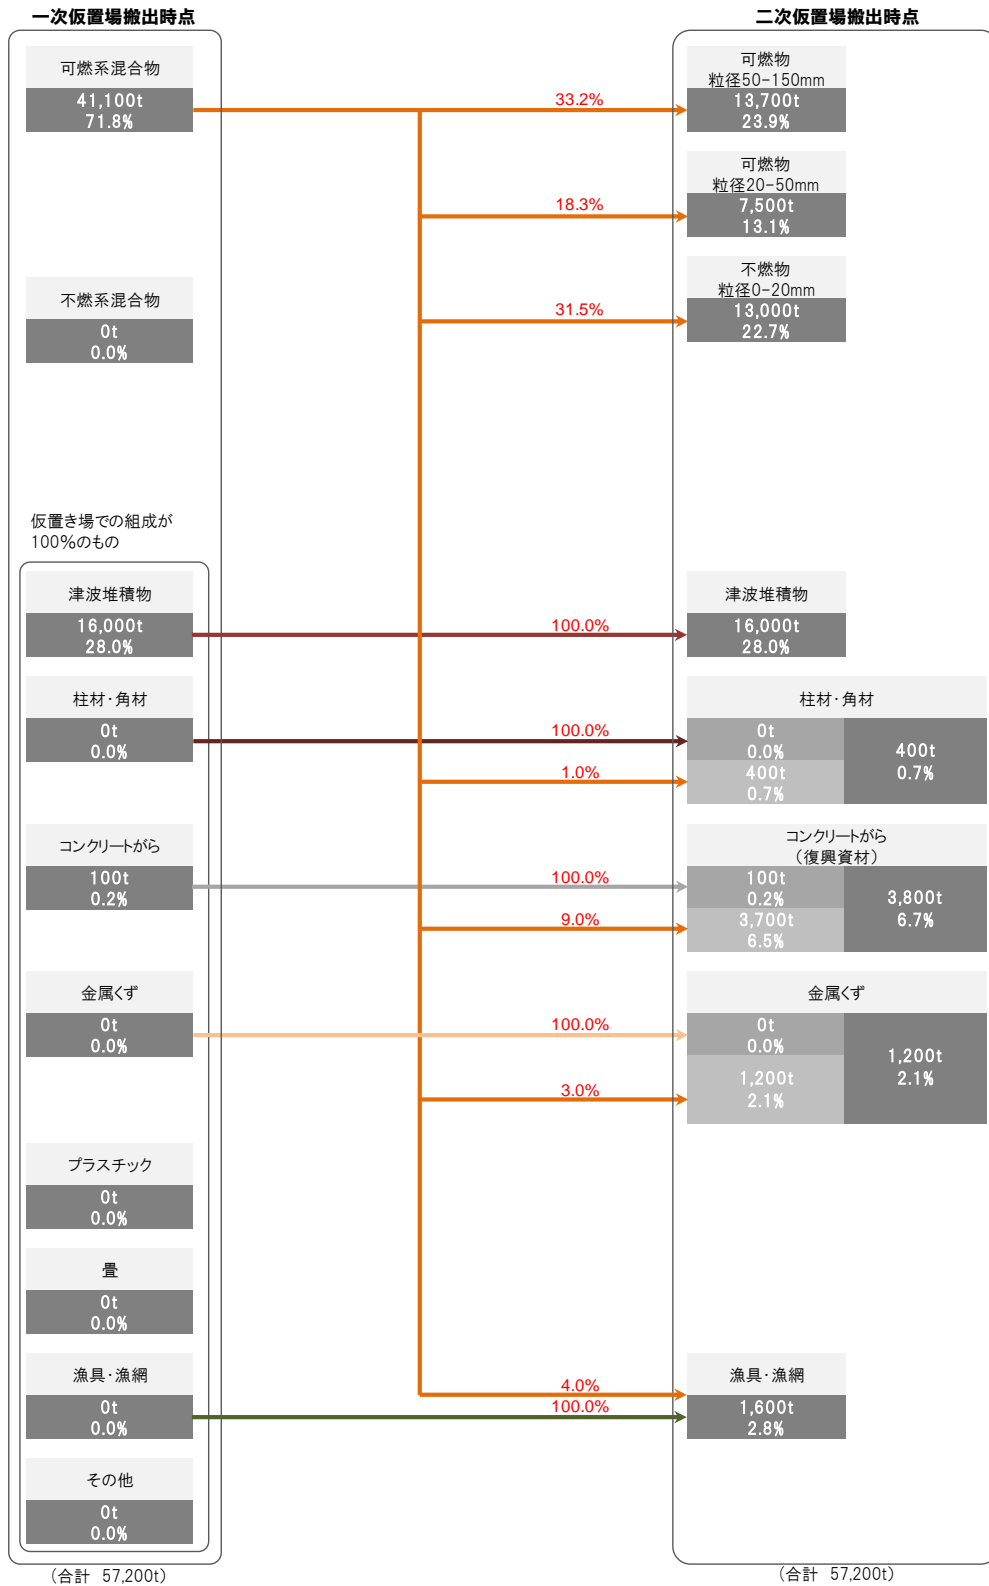 一次仮置場搬出時点
可燃系混合物
41,100t
71.8%
不燃系混合物
0t
0.0%
仮置き場での組成が
100%のもの
津波堆積物
16,000t
28.0%
柱材・角材
0t
0.0%
コンクリートがら
100t
0.2%
金属くず
0t
0.0%
プラスチック
0t
0.0%
畳
0t
0.0%
漁具・漁網
0t
0.0%
その他
0t
0.0%
(合計 57,200t)
33.2%
18.3%
31.5%
100.0%
100.0%
1.0%
100.0%
9.0%
100.0%
3.0%
4.0%
100.0%
二次仮置場搬出時点
可燃物
粒径50-150mm
13,700t
23.9%
可燃物
粒径20-50mm
7,500t
13.1%
不燃物
粒径0-20mm
13,000t
22.7%
津波堆積物
16,000t
28.0%
柱材・角材
0t
0.0%
400t
0.7%
400t
0.7%
コンクリートがら
(復興資材)
100t
0.2%
3,700t
6.5%
3,800t
6.7%
金属くず
0t
0.0%
1,200t
2.1%
1,200t
2.1%
漁具・漁網
1,600t
2.8%
(合計 57,200t)